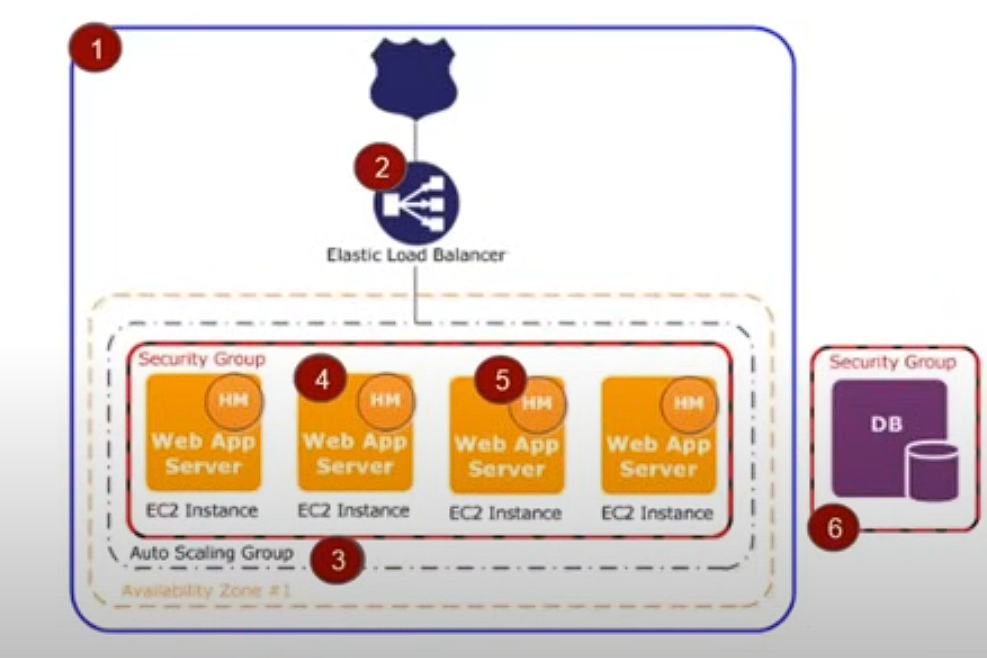 1
2
Elastic Load Balancer
Security Group
4
5
HM
HM
HM
HM
Web App
Server
Web App
Server
Web App
Server
Web App
Server
EC2 Instance
EC2 Instance
EC2 Instance
EC2 Instance
Auto Scaling Group
3
Availability Zone #1
Security Group
DB
6